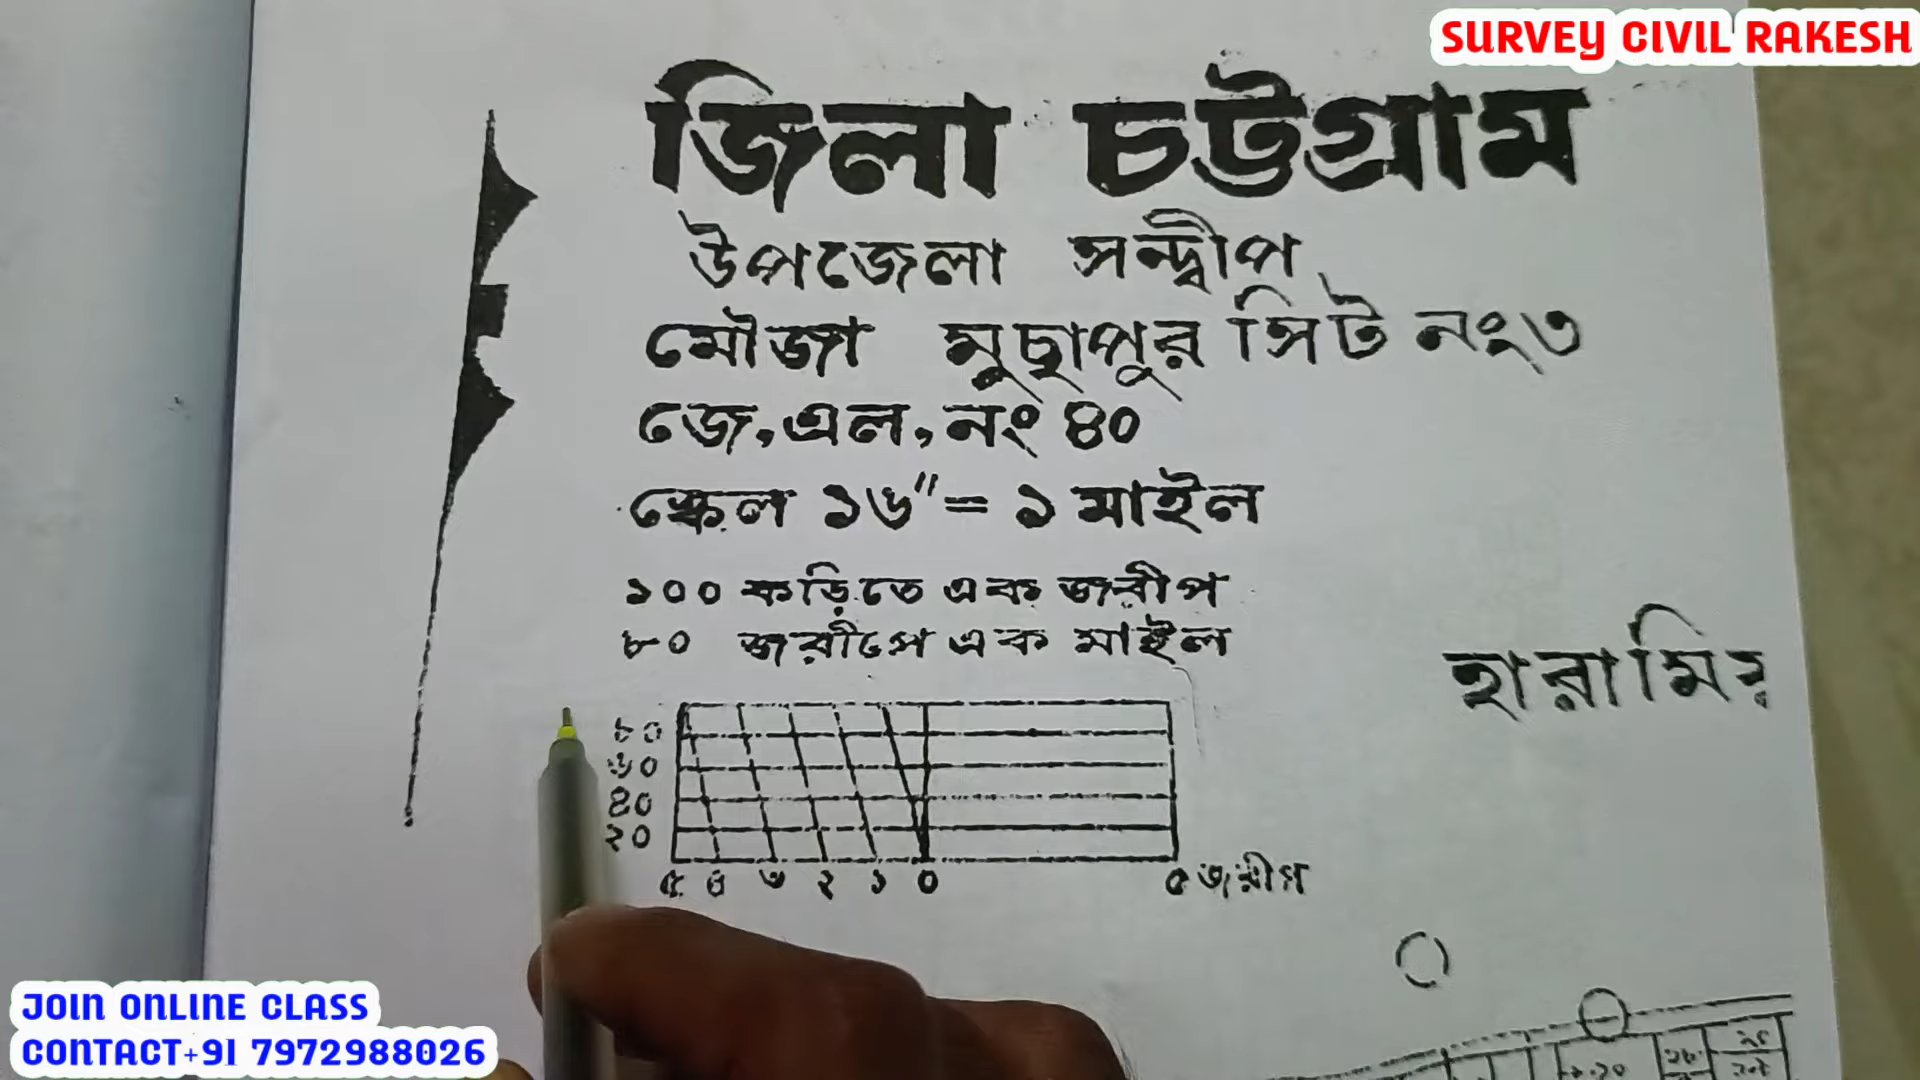 SURVEY CIVIL RAKESH
জিলা চট্টগ্রাম
উপজেলা সন্দ্বীপ
মৌজা মুছাপুর সিট নং ৩
জে,এল,নং ৪০
স্কেল ১৬" = ১ মাইল
১০০ কড়িতে এক জরীপ
৮০ জরীপে এক মাইল
হারামির
৮০
৬০
৪০
২০
৫ ৪ ৩ ২ ১ ০ ৫ জরীপ
JOIN ONLINE CLASS
CONTACT+91 7972988026